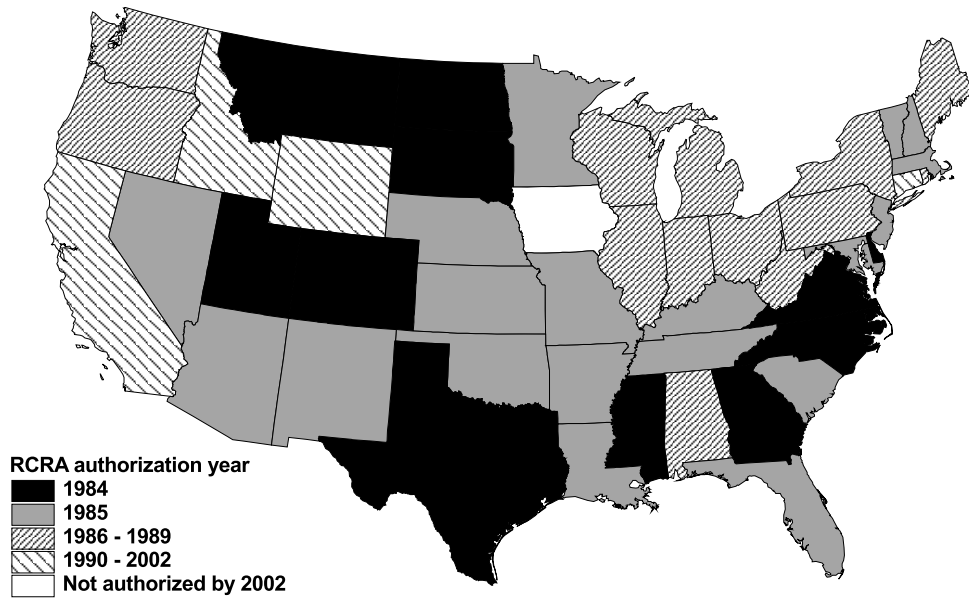 RCRA authorization year
1984
1985
1986 - 1989
1990 - 2002
Not authorized by 2002